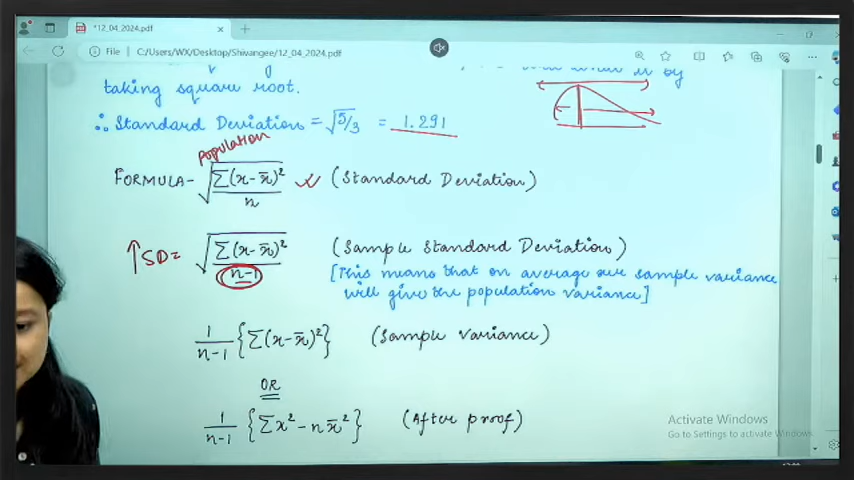 *12_04_2024.pdf
File | C:/Users/WX/Desktop/Shivangee/12_04_2024.pdf
by
taking square root.
∴ Standard Deviation = √5/3 = 1.291
population
FORMULA- √Σ(x-x̄)²/n (Standard Deviation)
↑SD= √Σ(x-x̄)²/n-1 (Sample Standard Deviation)
[This means that on average our sample variance
will give the population variance]
1/n-1 {Σ(x-x̄)²} (Sample variance)
OR
1/n-1 {Σx² - nx̄²} (After proof)
Activate Windows
Go to Settings to activate Windows.